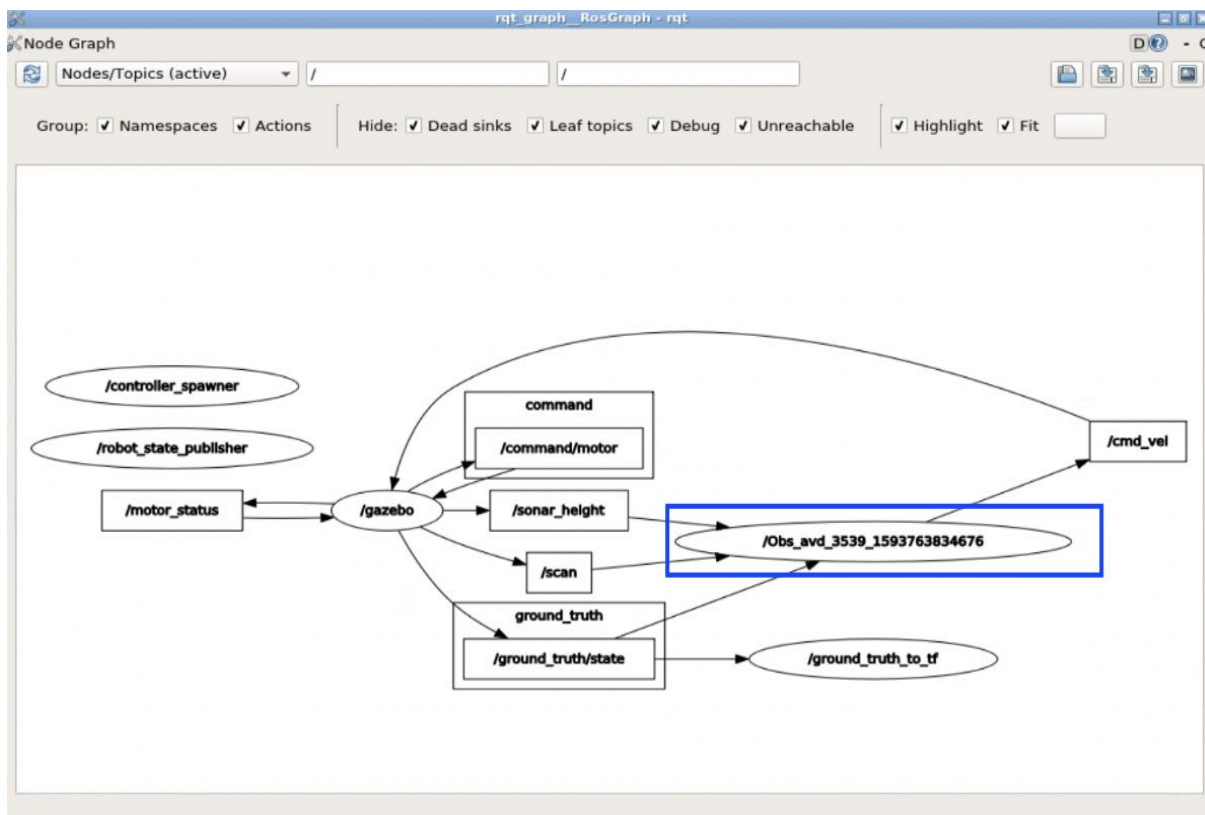 rqt_graph__RosGraph - rqt
Node Graph
D
-
Nodes/Topics (active)
/
/
Group: Namespaces Actions Hide: Dead sinks Leaf topics Debug Unreachable Highlight Fit
/controller_spawner
command
/cmd_vel
/robot_state_publisher
/command/motor
/motor_status
/gazebo
/sonar_height
/Obs_avd_3539_1593763834676
/scan
ground_truth
/ground_truth/state
/ground_truth_to_tf